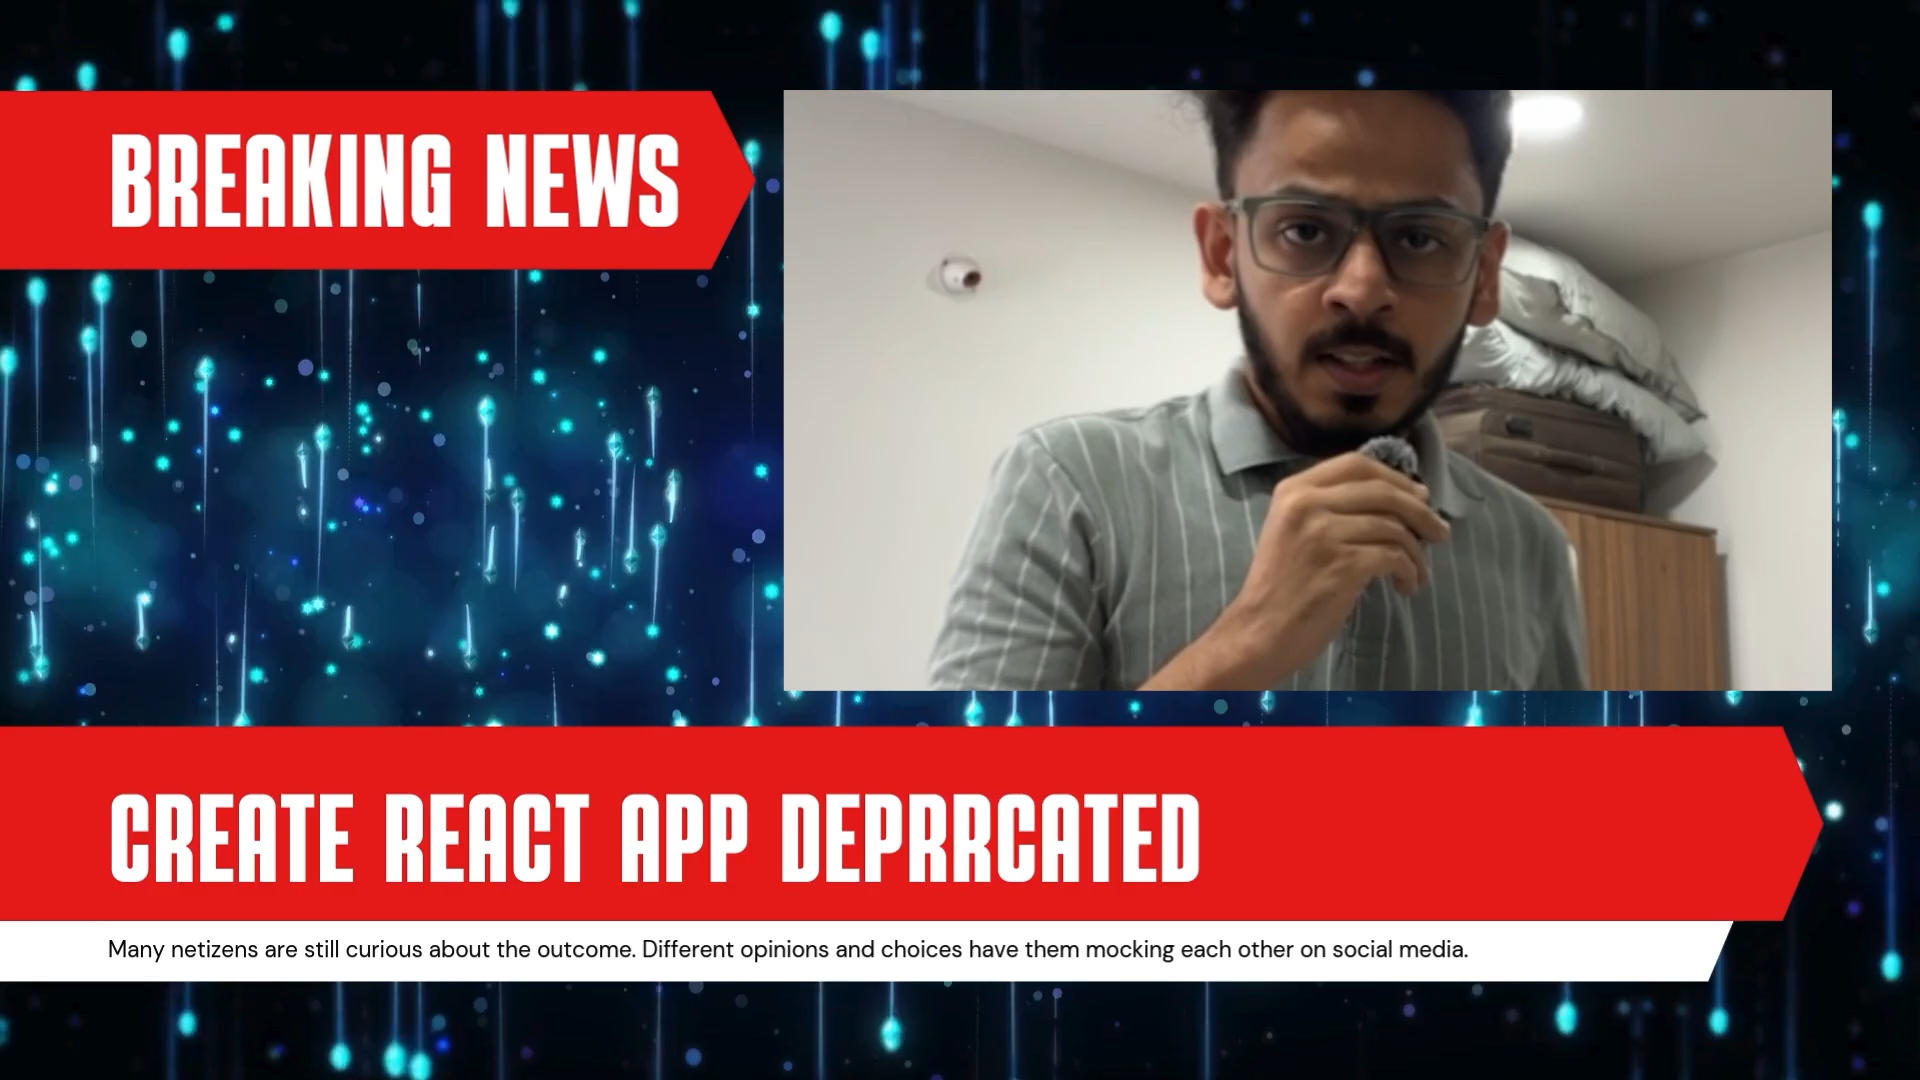 BREAKING NEWS
CREATE REACT APP DEPRRCATED
Many netizens are still curious about the outcome. Different opinions and choices have them mocking each other on social media.